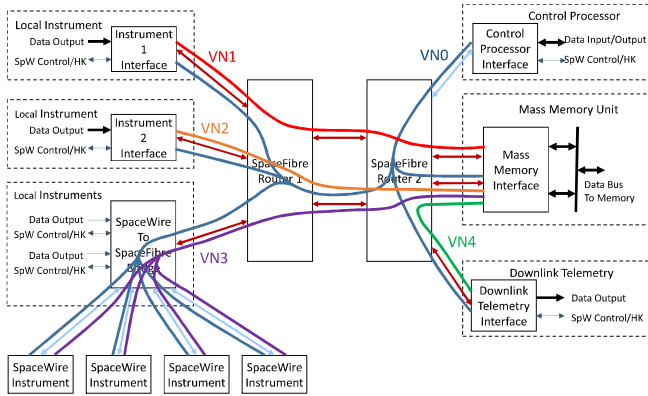 Local Instrument
Data Output
SpW Control/HK
Instrument
1
Interface
VN1
VN0
Control Processor
Control
Processor
Interface
Data Input/Output
SpW Control/HK
Local Instrument
Data Output
SpW Control/HK
Instrument
2
Interface
VN2
SpaceFibre
Router 1
SpaceFibre
Router 2
Mass Memory Unit
Mass
Memory
Interface
Data Bus
To Memory
Local Instruments
Data Output
SpW Control/HK
Data Output
SpW Control/HK
SpaceWire
To
SpaceFibre
Bridge
VN3
VN4
Downlink Telemetry
Downlink
Telemetry
Interface
Data Output
SpW Control/HK
SpaceWire
Instrument
SpaceWire
Instrument
SpaceWire
Instrument
SpaceWire
Instrument